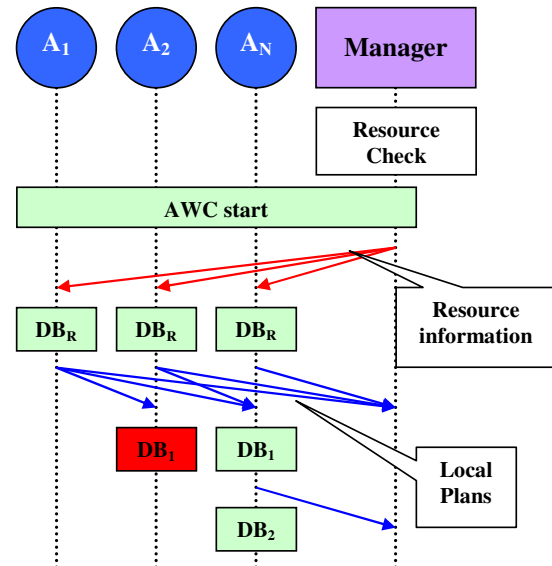 A1 A2 AN Manager
Resource
Check
AWC start
Resource
information
DBR DBR DBR
DB1 DB1
Local
Plans
DB2